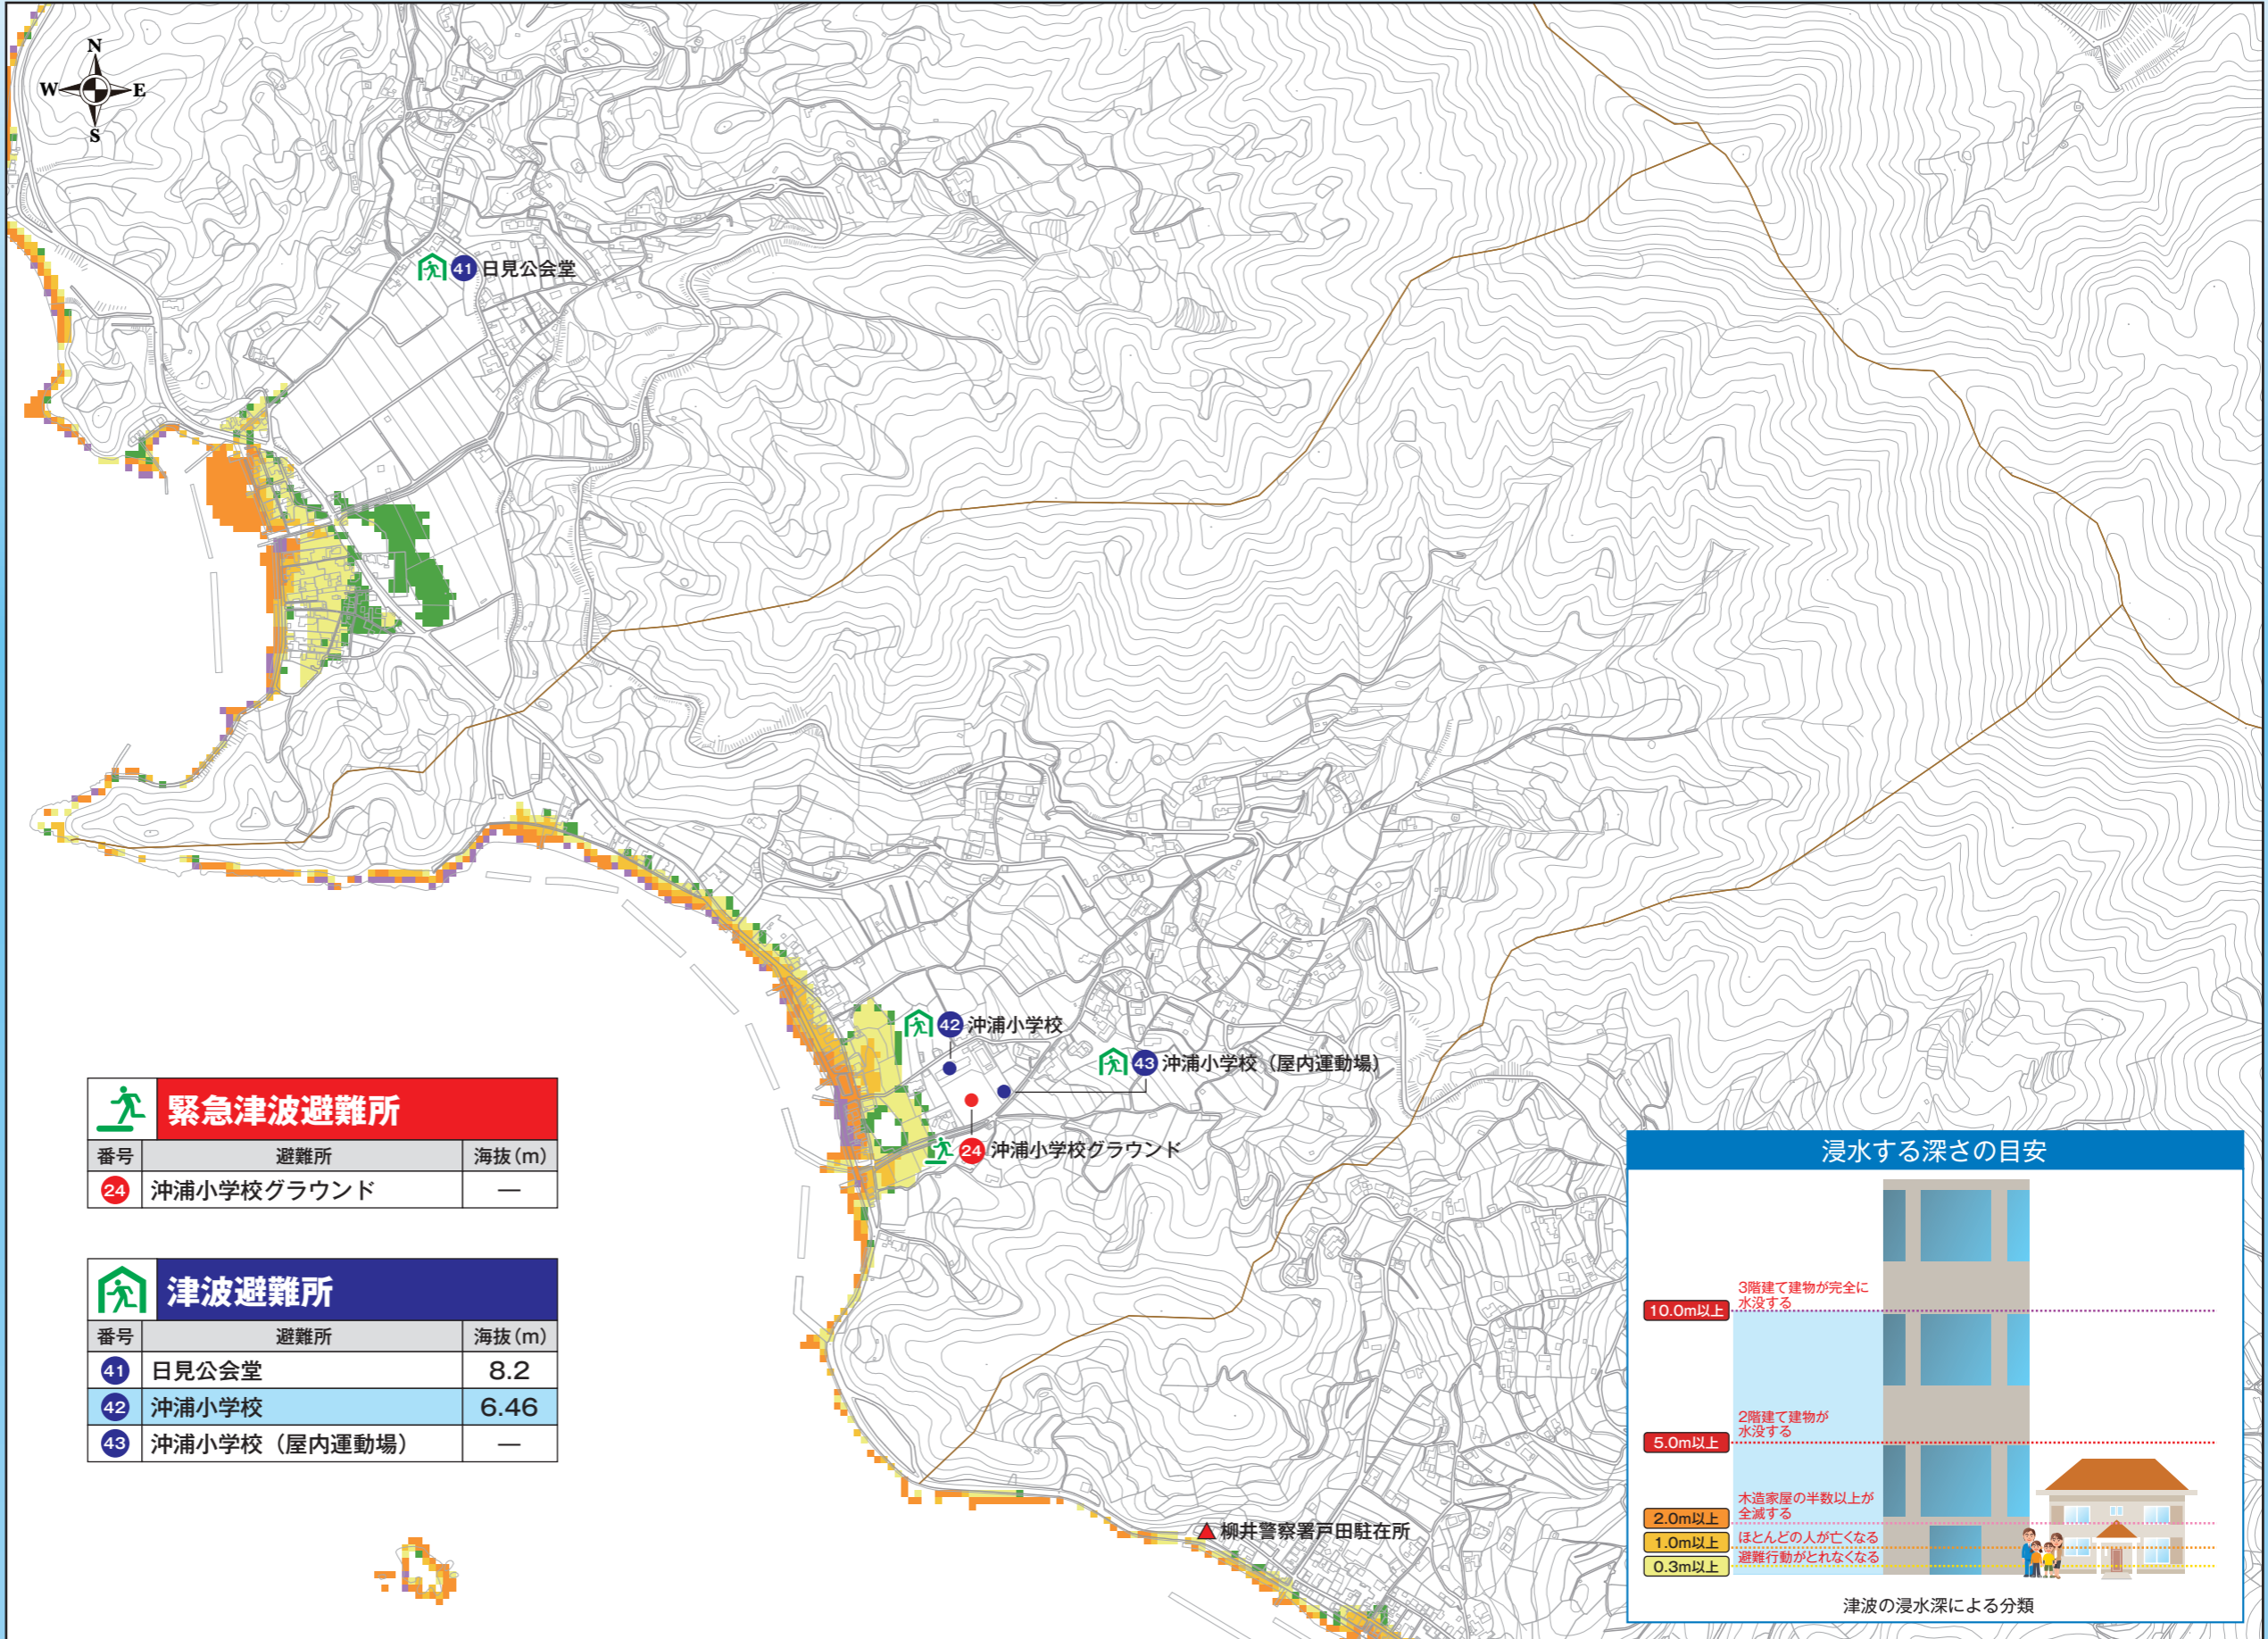 N
W E
S
41 日見公会堂
42 沖浦小学校
43 沖浦小学校（屋内運動場）
24 沖浦小学校グラウンド
柳井警察署戸田駐在所
緊急津波避難所
番号 避難所 海抜（m）
24 沖浦小学校グラウンド —
津波避難所
番号 避難所 海抜（m）
41 日見公会堂 8.2
42 沖浦小学校 6.46
43 沖浦小学校（屋内運動場） —
浸水する深さの目安
3階建て建物が完全に
水没する
10.0m以上
2階建て建物が
水没する
5.0m以上
木造家屋の半数以上が
全滅する
2.0m以上
ほとんどの人が亡くなる
1.0m以上
避難行動がとれなくなる
0.3m以上
津波の浸水深による分類